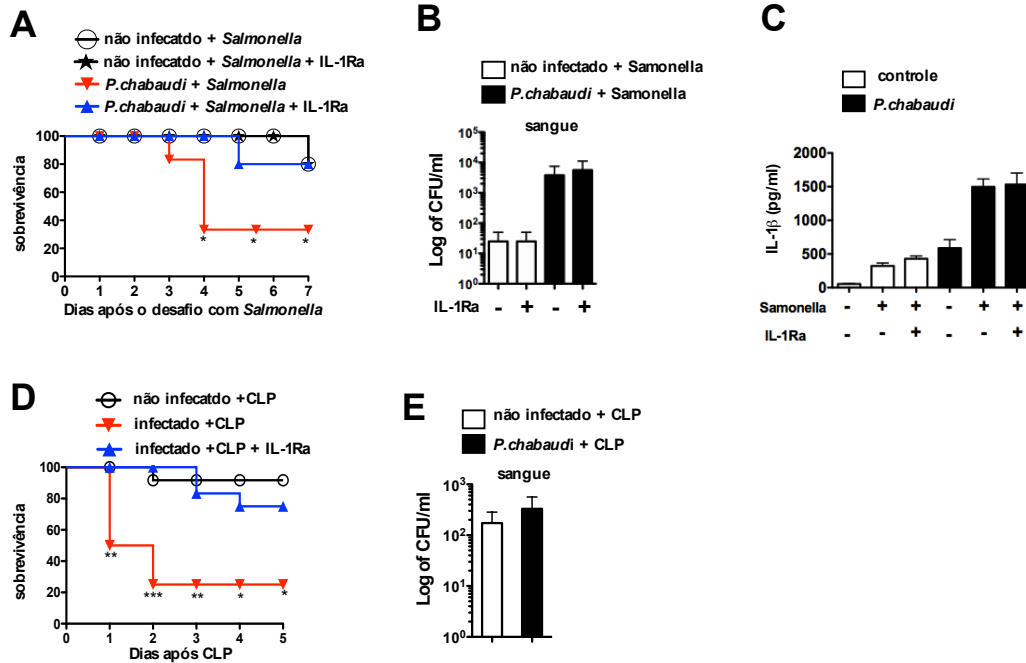 A
não infecatdo + Salmonella
não infecatdo + Salmonella + IL-1Ra
P.chabaudi + Salmonella
P.chabaudi + Salmonella + IL-1Ra
sobrevivência
100
80
60
40
20
0
* * *
0 1 2 3 4 5 6 7
Dias após o desafio com Salmonella
B
não infectado + Samonella
P.chabaudi + Samonella
sangue
Log of CFU/ml
10⁵
10⁴
10³
10²
10¹
10⁰
IL-1Ra - + - +
C
controle
P.chabaudi
IL-1β (pg/ml)
2000
1500
1000
500
0
Samonella - + + - + +
IL-1Ra - - + - - +
D
não infecatdo +CLP
infectado +CLP
infectado +CLP + IL-1Ra
sobrevivência
100
80
60
40
20
0
** *** ** * *
0 1 2 3 4 5
Dias após CLP
E
não infectado + CLP
P.chabaudi + CLP
sangue
Log of CFU/ml
10³
10²
10¹
10⁰